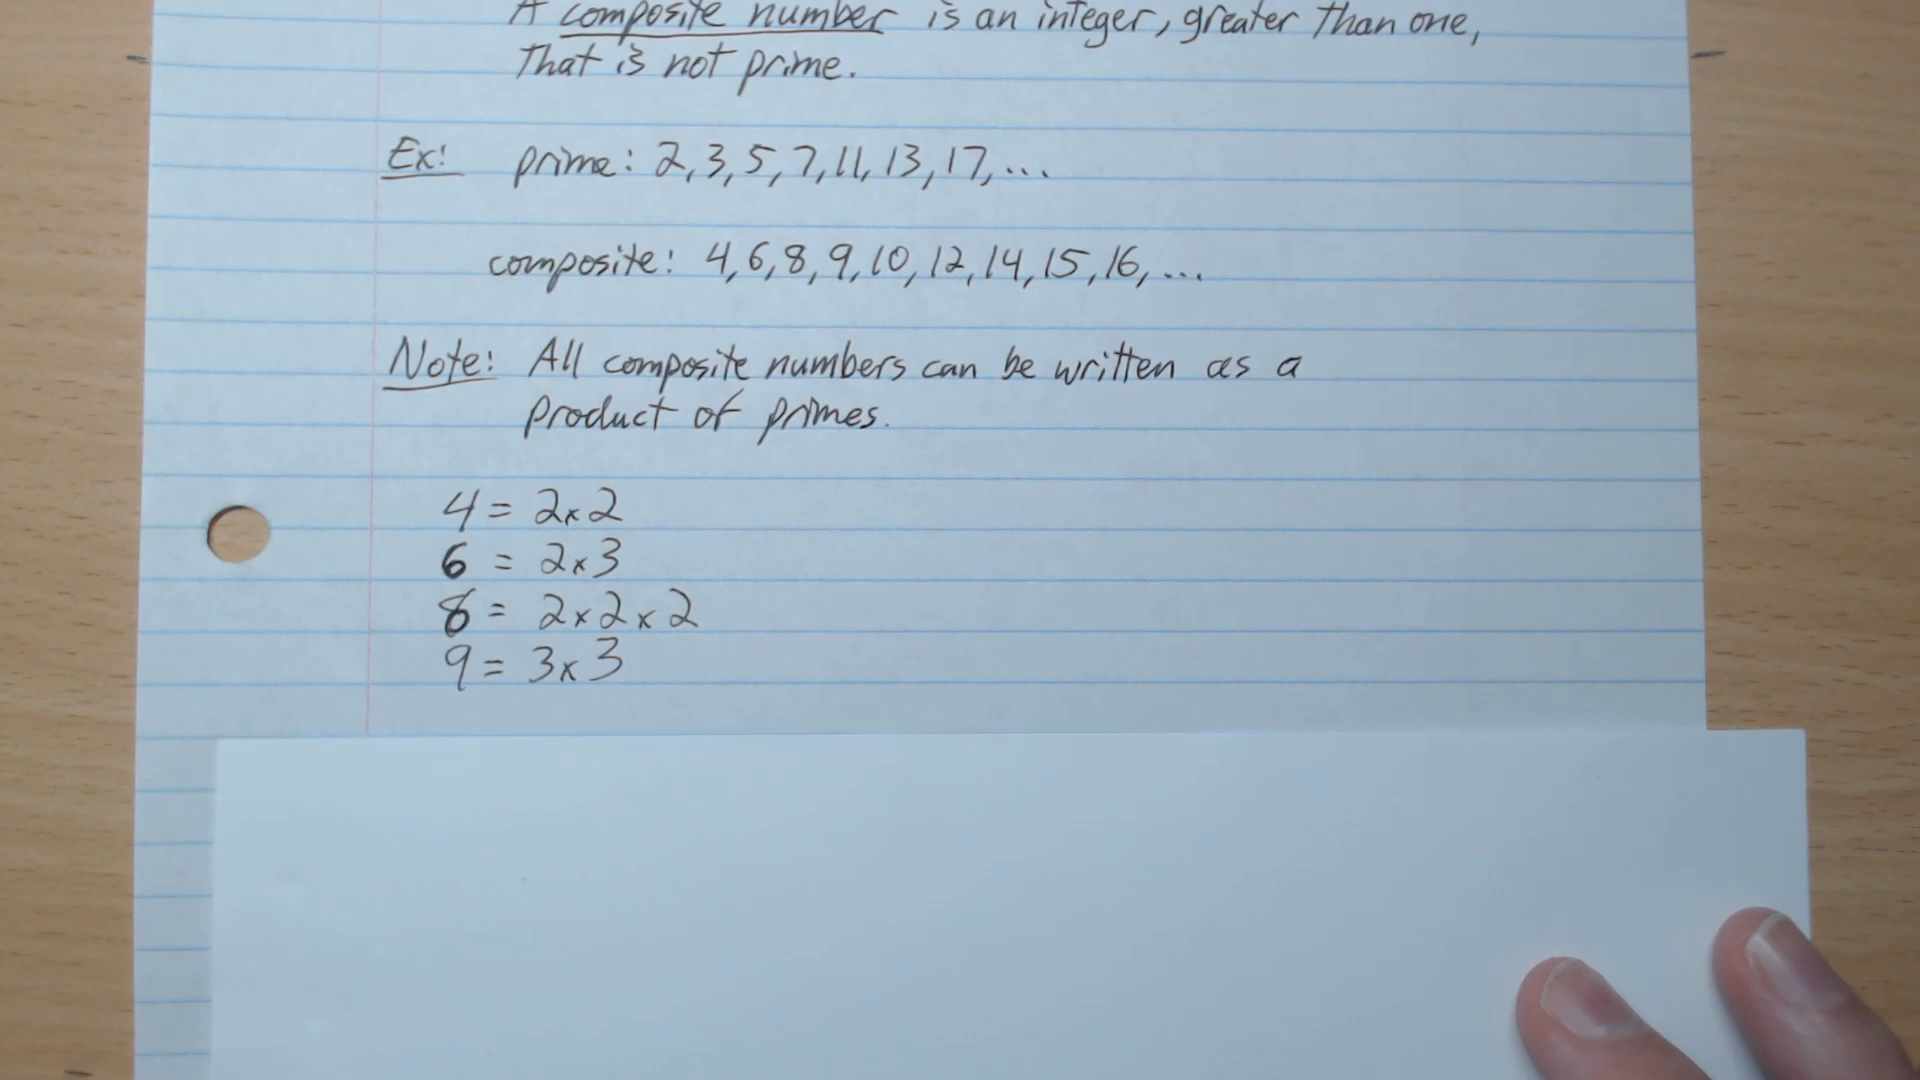 A composite number is an integer, greater than one,
that is not prime.
Ex: prime: 2, 3, 5, 7, 11, 13, 17, ...
composite: 4, 6, 8, 9, 10, 12, 14, 15, 16, ...
Note: All composite numbers can be written as a
product of primes.
4 = 2 x 2
6 = 2 x 3
8 = 2 x 2 x 2
9 = 3 x 3